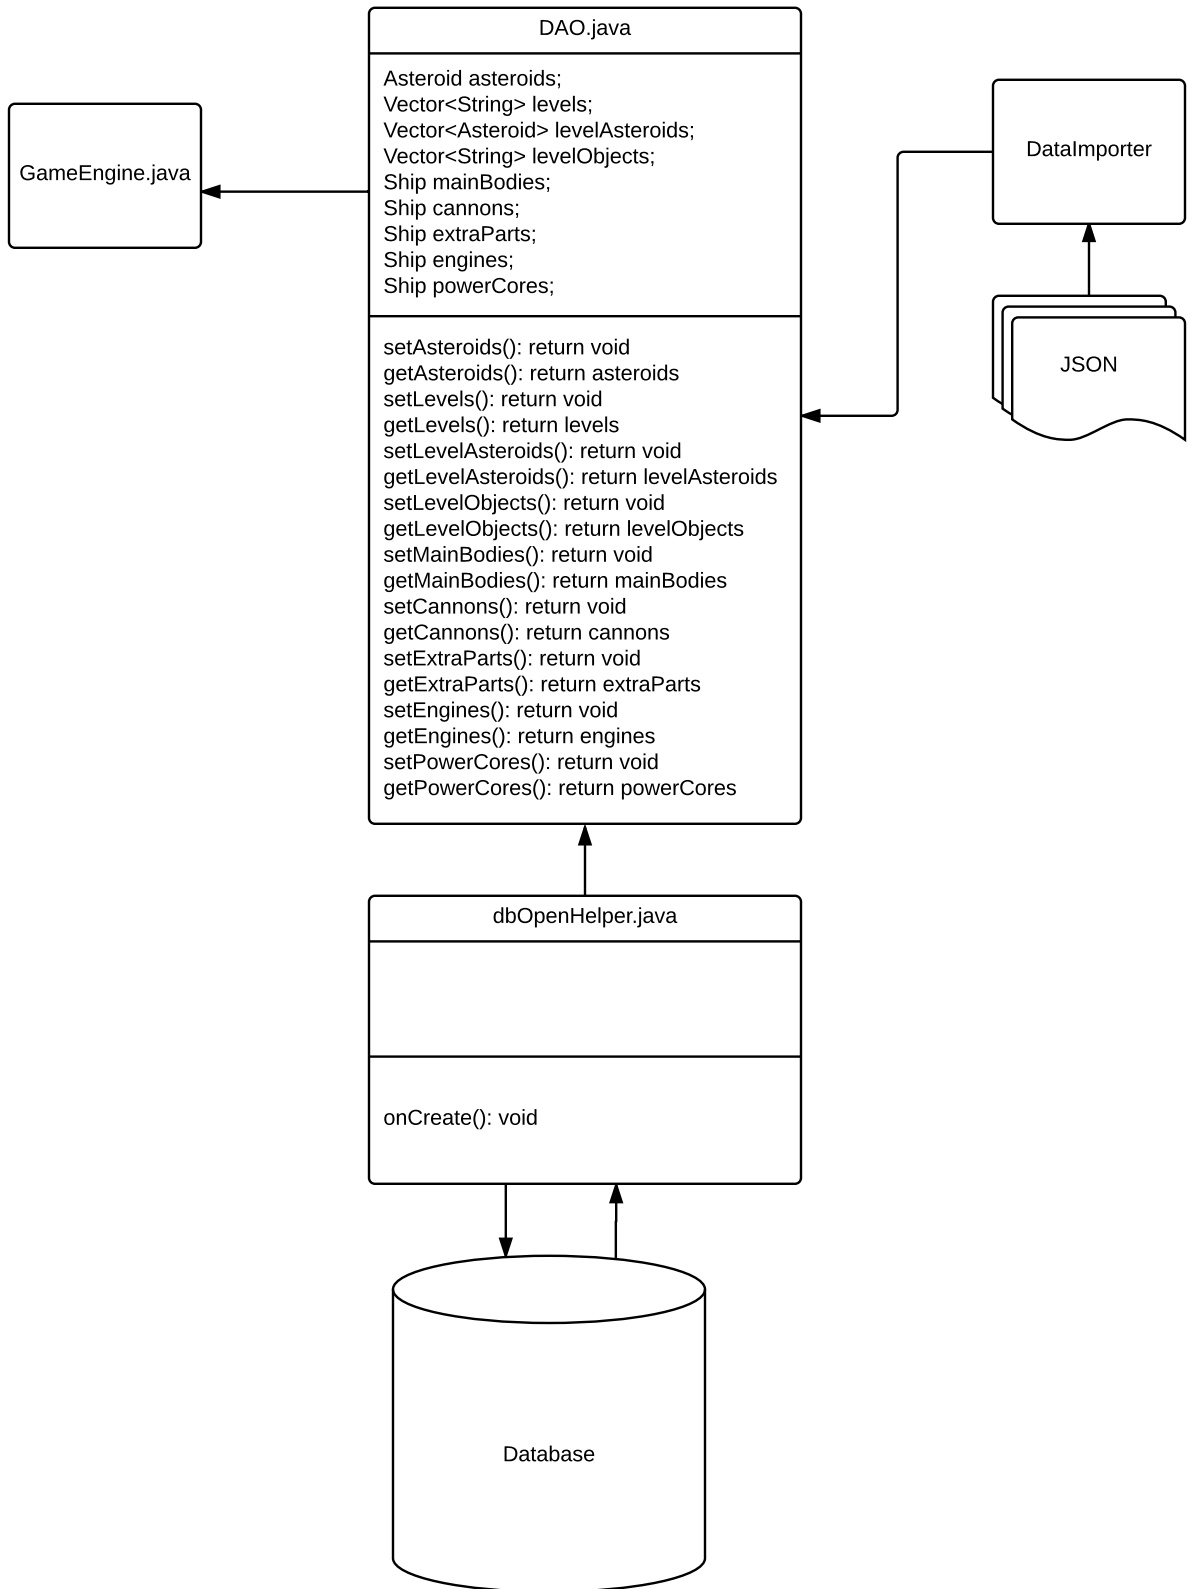 DAO.java
Asteroid asteroids;
Vector<String> levels;
Vector<Asteroid> levelAsteroids;
Vector<String> levelObjects;
Ship mainBodies;
Ship cannons;
Ship extraParts;
Ship engines;
Ship powerCores;
setAsteroids(): return void
getAsteroids(): return asteroids
setLevels(): return void
getLevels(): return levels
setLevelAsteroids(): return void
getLevelAsteroids(): return levelAsteroids
setLevelObjects(): return void
getLevelObjects(): return levelObjects
setMainBodies(): return void
getMainBodies(): return mainBodies
setCannons(): return void
getCannons(): return cannons
setExtraParts(): return void
getExtraParts(): return extraParts
setEngines(): return void
getEngines(): return engines
setPowerCores(): return void
getPowerCores(): return powerCores
GameEngine.java
DataImporter
JSON
dbOpenHelper.java
onCreate(): void
Database